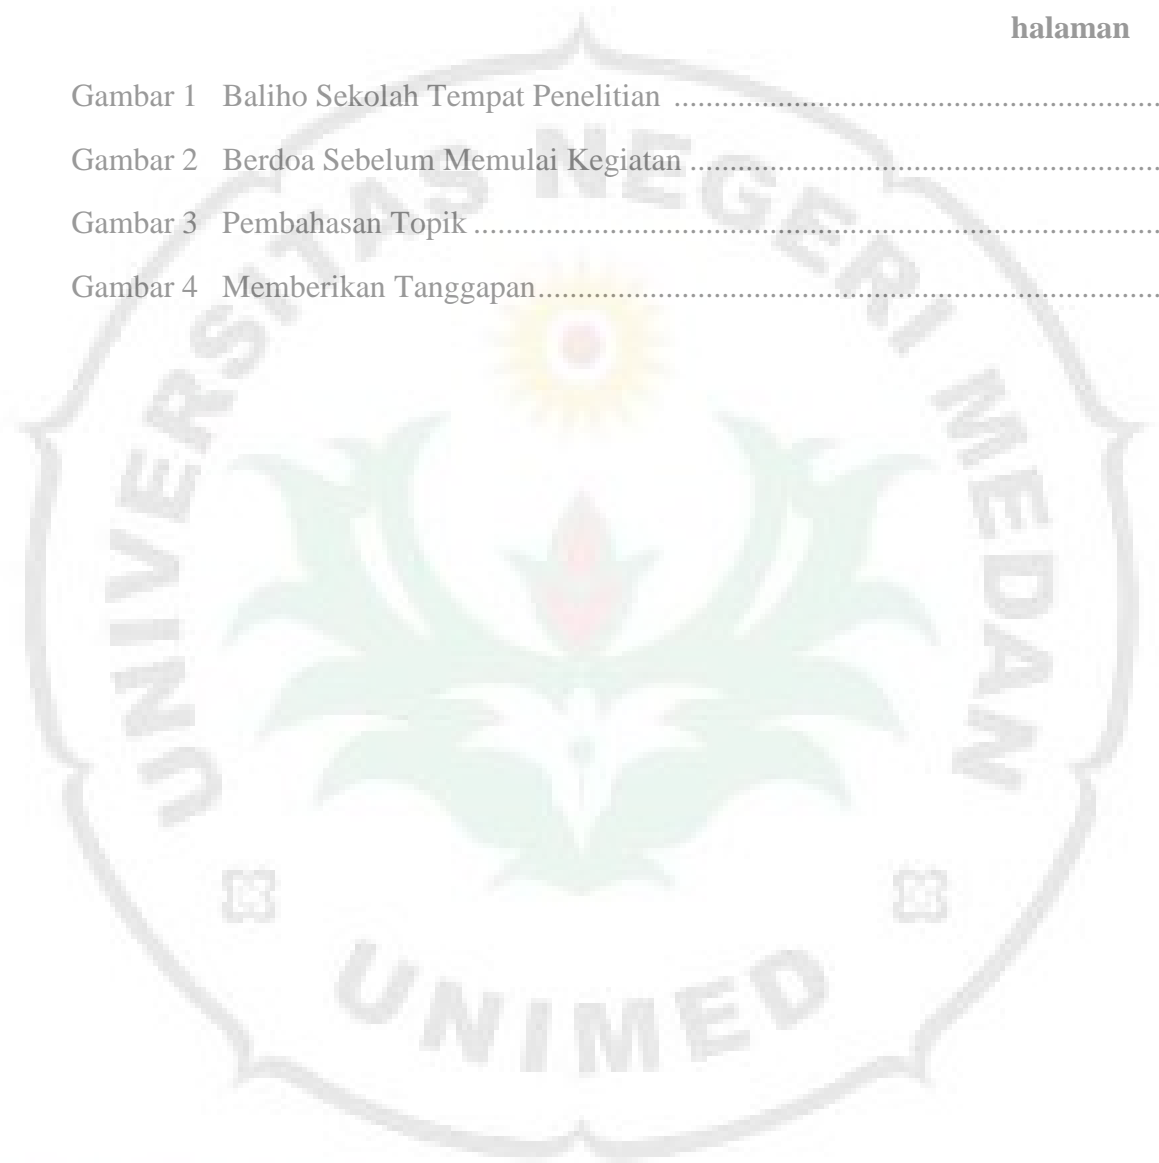 halaman
Gambar 1 Baliho Sekolah Tempat Penelitian ................................................
Gambar 2 Berdoa Sebelum Memulai Kegiatan ................................................
Gambar 3 Pembahasan Topik ................................................
Gambar 4 Memberikan Tanggapan................................................
UNIVERSITAS NEGERI MEDAN
UNIMED